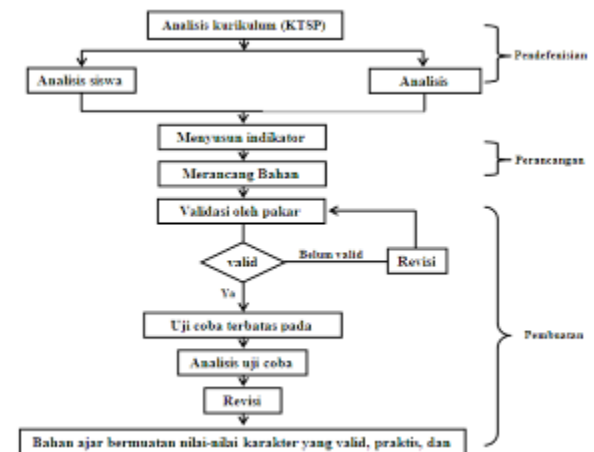 Analisis kurikulum (KTSP)
Pendefenisian
Analisis siswa
Analisis
Menyusun indikator
Perancangan
Merancang Bahan
Validasi oleh pakar
valid
Belum valid
Revisi
Ya
Uji coba terbatas pada
Pembuatan
Analisis uji coba
Revisi
Bahan ajar bermuatan nilai-nilai karakter yang valid, praktis, dan